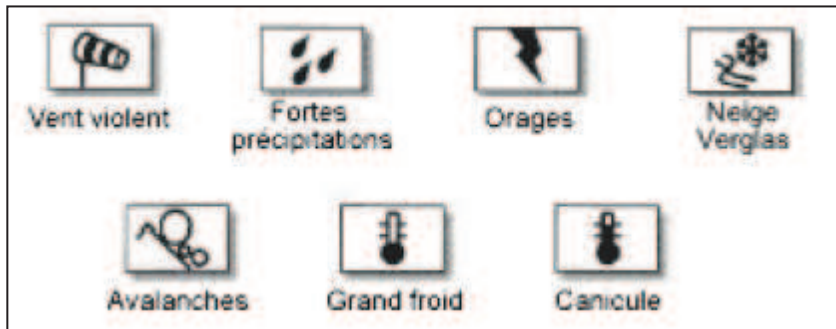 Vent violent
Fortes
précipitations
Orages
Neige
Verglas
Avalanches
Grand froid
Canicule